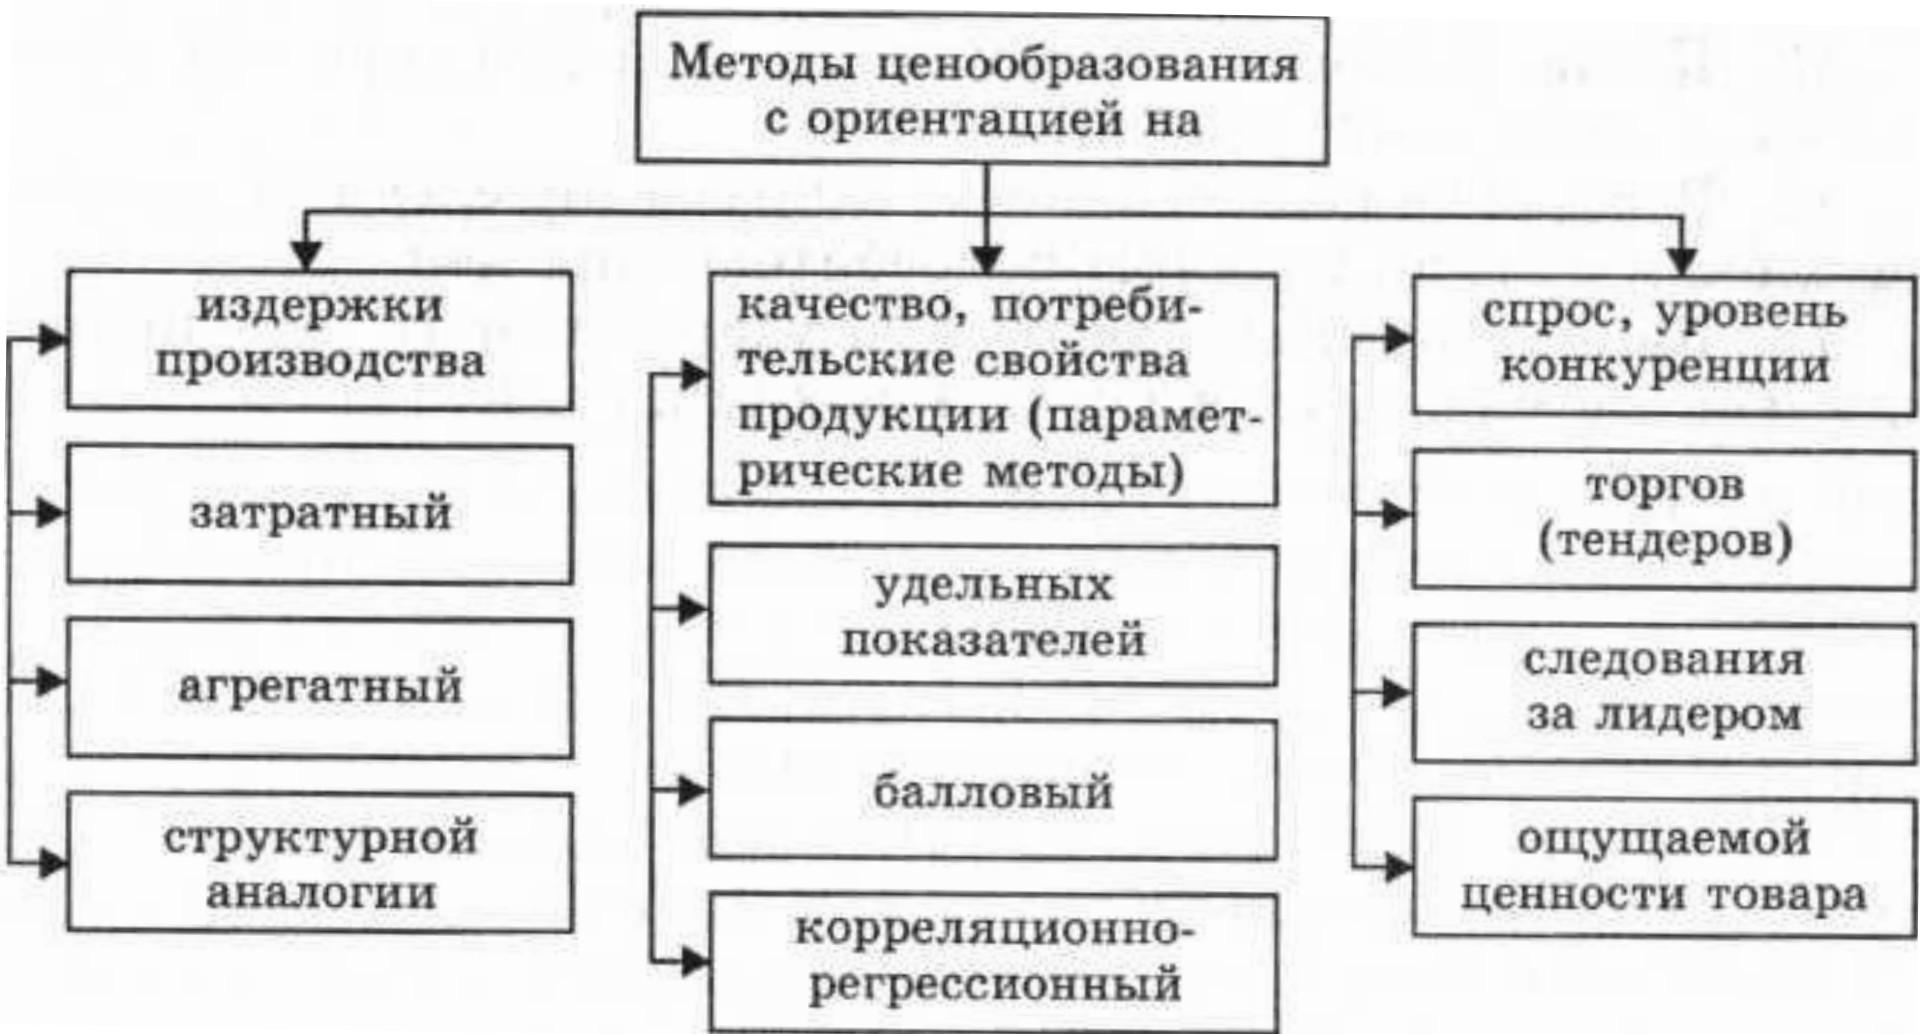 Методы ценообразования
с ориентацией на
издержки
производства
затратный
агрегатный
структурной
аналогии
качество, потреби-
тельские свойства
продукции (парамет-
рические методы)
удельных
показателей
балловый
корреляционно-
регрессионный
спрос, уровень
конкуренции
торгов
(тендеров)
следования
за лидером
ощущаемой
ценности товара